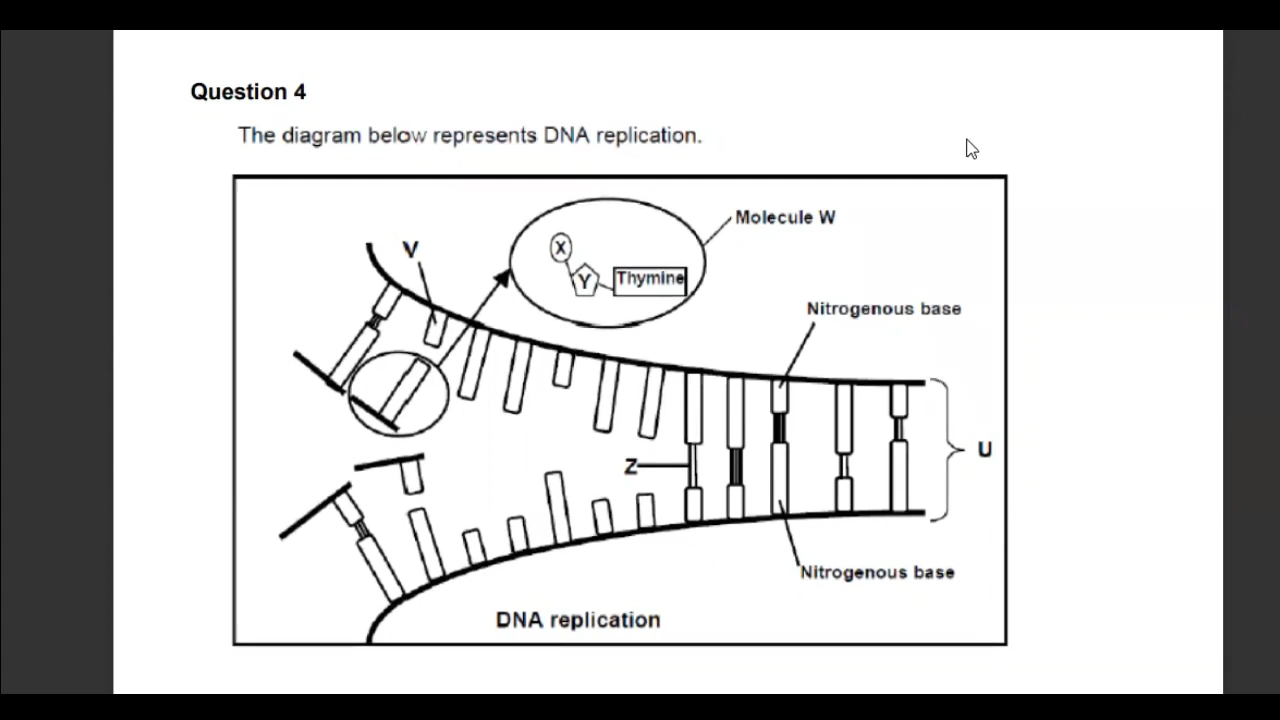 Question 4
The diagram below represents DNA replication.
Molecule W
V
X
Y
Thymine
Nitrogenous base
Z
U
Nitrogenous base
DNA replication